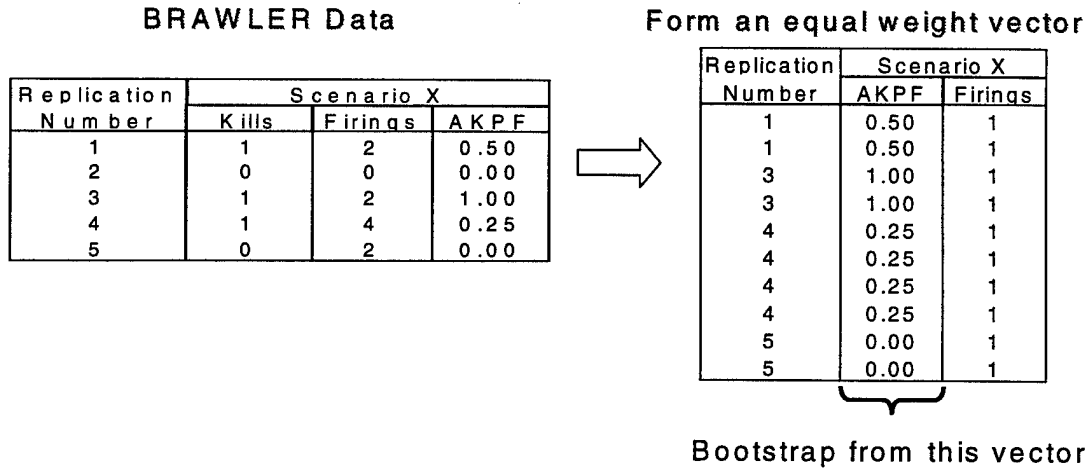 BRAWLER Data
Replication Scenario X
Number Kills Firings AKPF
1 1 2 0.50
2 0 0 0.00
3 1 2 1.00
4 1 4 0.25
5 0 2 0.00
Form an equal weight vector
Replication Scenario X
Number AKPF Firings
1 0.50 1
1 0.50 1
3 1.00 1
3 1.00 1
4 0.25 1
4 0.25 1
4 0.25 1
4 0.25 1
5 0.00 1
5 0.00 1
Bootstrap from this vector